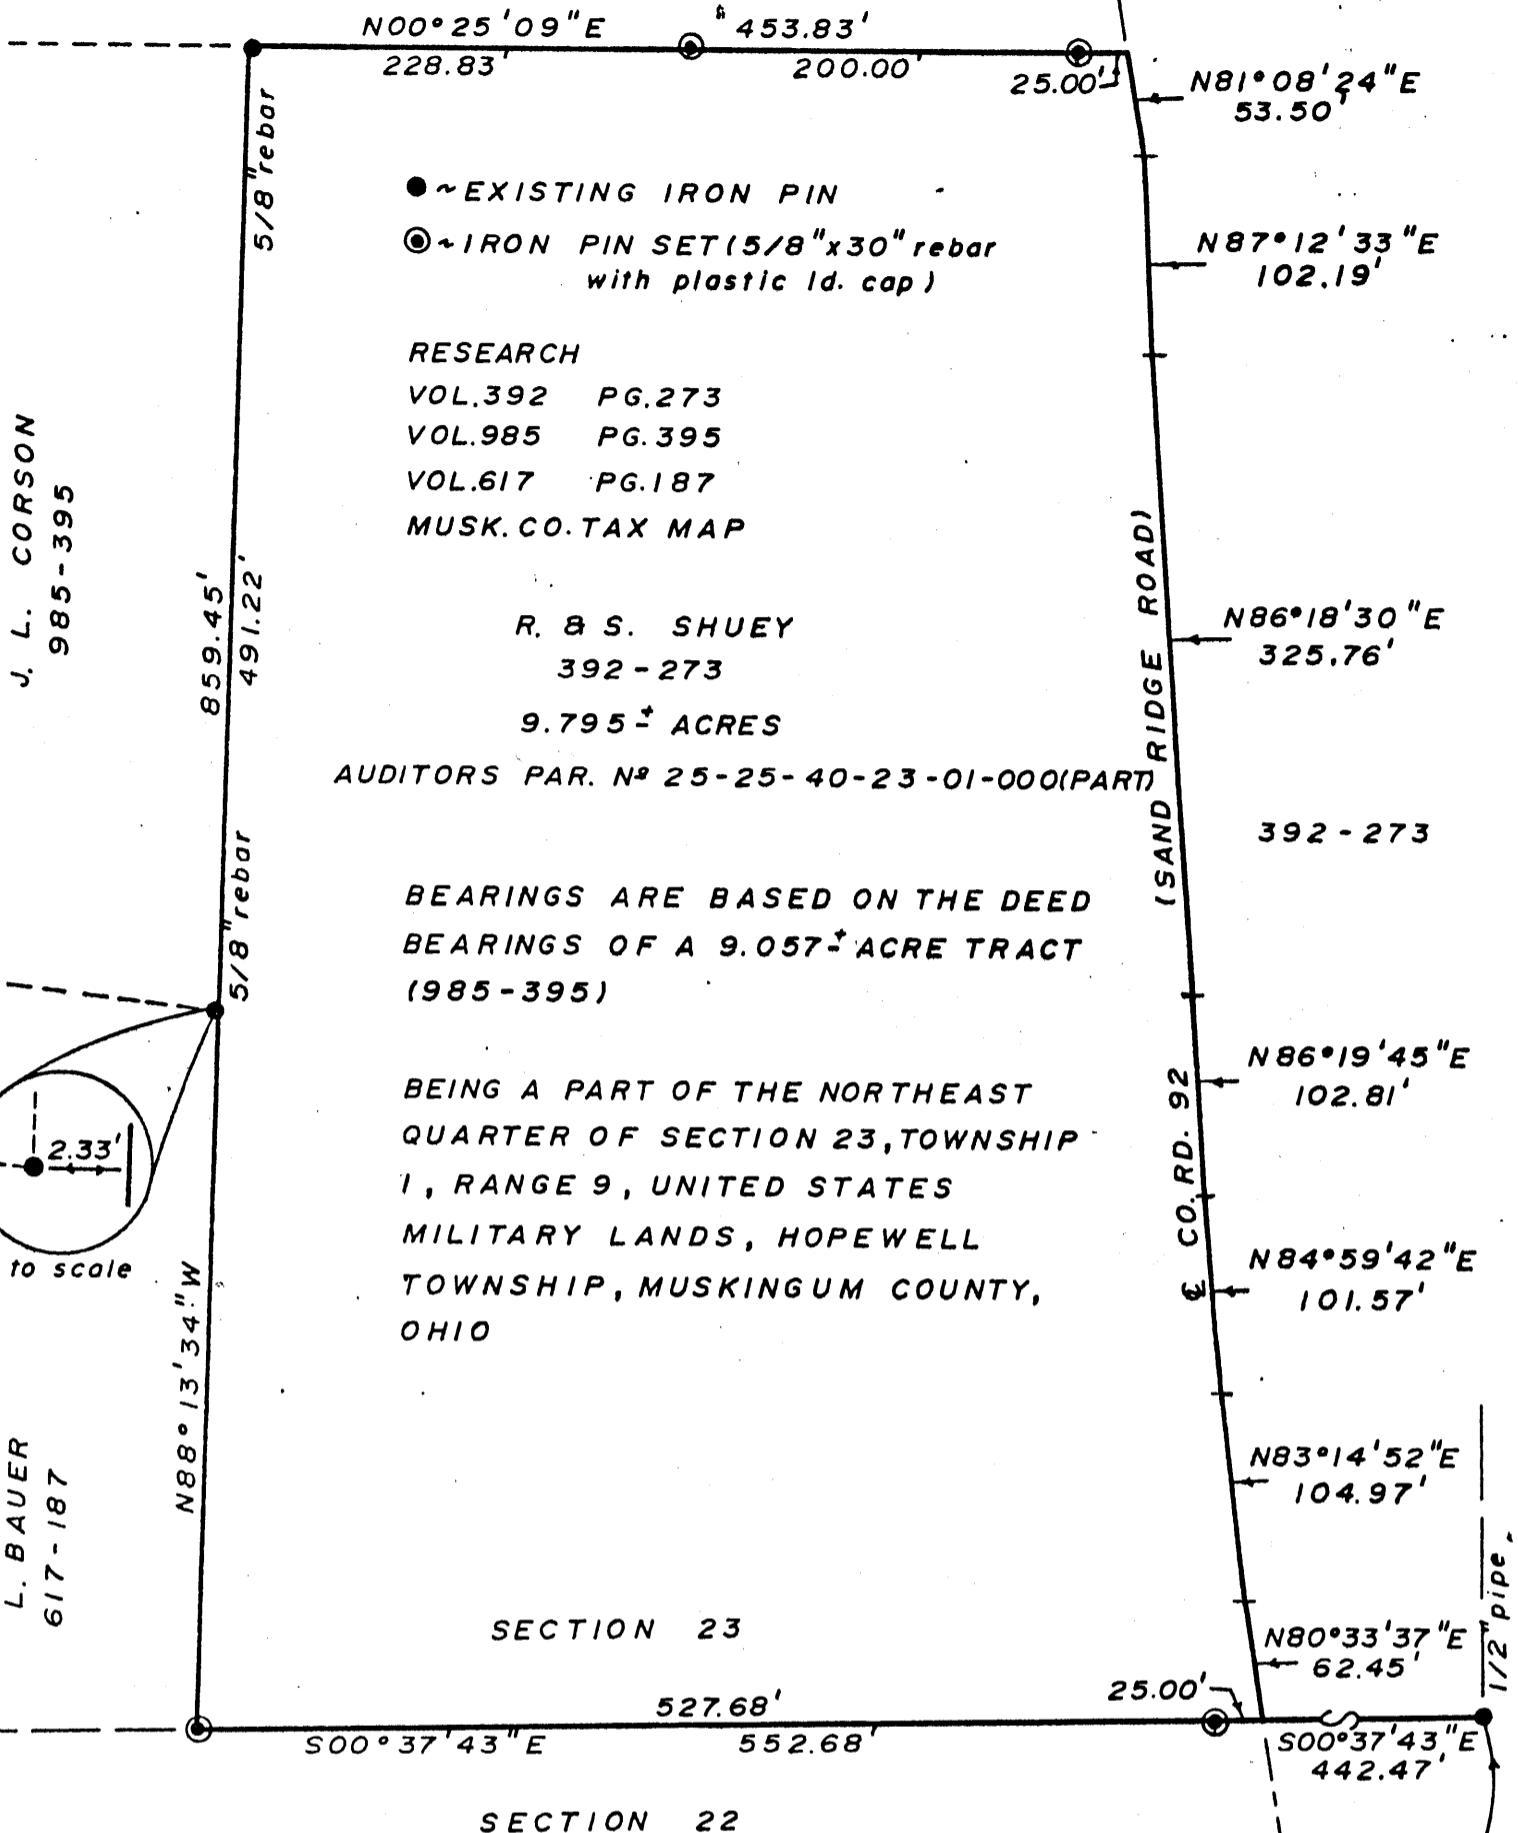 N00°25'09"E 453.83'
228.83' 200.00' 25.00'
N81°08'24"E
53.50'
5/8"rebar
●~EXISTING IRON PIN
~IRON PIN SET(5/8"x30" rebar
with plastic Id. cap)
N87°12'33"E
102.19'
RESEARCH
VOL.392 PG.273
VOL.985 PG.395
VOL.617 PG.187
MUSK.CO.TAX MAP
J. L. CORSON
985-395
859.45'
491.22'
R. & S. SHUEY
392-273
9.795± ACRES
AUDITORS PAR. Nº 25-25-40-23-01-000(PART)
(SAND RIDGE ROAD)
N86°18'30"E
325.76'
392-273
5/8"rebar
BEARINGS ARE BASED ON THE DEED
BEARINGS OF A 9.057± ACRE TRACT
(985-395)
BEING A PART OF THE NORTHEAST
QUARTER OF SECTION 23, TOWNSHIP
1, RANGE 9, UNITED STATES
MILITARY LANDS, HOPEWELL
TOWNSHIP, MUSKINGUM COUNTY,
OHIO
2.33'
to scale
N88°13'34"W
L. BAUER
617-187
℄ CO. RD. 92
N86°19'45"E
102.81'
N84°59'42"E
101.57'
N83°14'52"E
104.97'
N80°33'37"E
62.45'
1/2"pipe
SECTION 23
527.68' 25.00'
S00°37'43"E 552.68'
S00°37'43"E
442.47'
SECTION 22